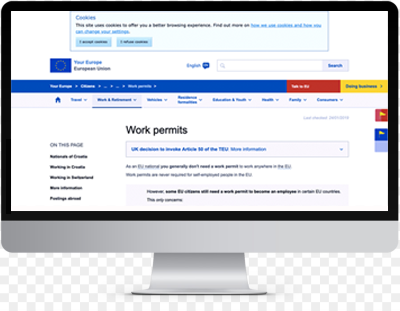 Cookies
This site uses cookies to offer you a better browsing experience. Find out more on how we use cookies and how you
can change your settings.
I accept cookies I refuse cookies
Your Europe
European Union
English
Search
Your Europe > Citizens > ... > ... > Work permits >
Talk to EU
Doing business >
Travel
Work & Retirement
Vehicles
Residence
formalities
Education & Youth
Health
Family
Consumers
Last checked: 24/01/2019
Work permits
ON THIS PAGE
Nationals of Croatia
Working in Croatia
Working in Switzerland
More information
Postings abroad
UK decision to invoke Article 50 of the TEU: More information
As an EU national you generally don't need a work permit to work anywhere in the EU.
Work permits are never required for self-employed people in the EU.
However, some EU citizens still need a work permit to become an employee in certain EU countries.
This only concerns: